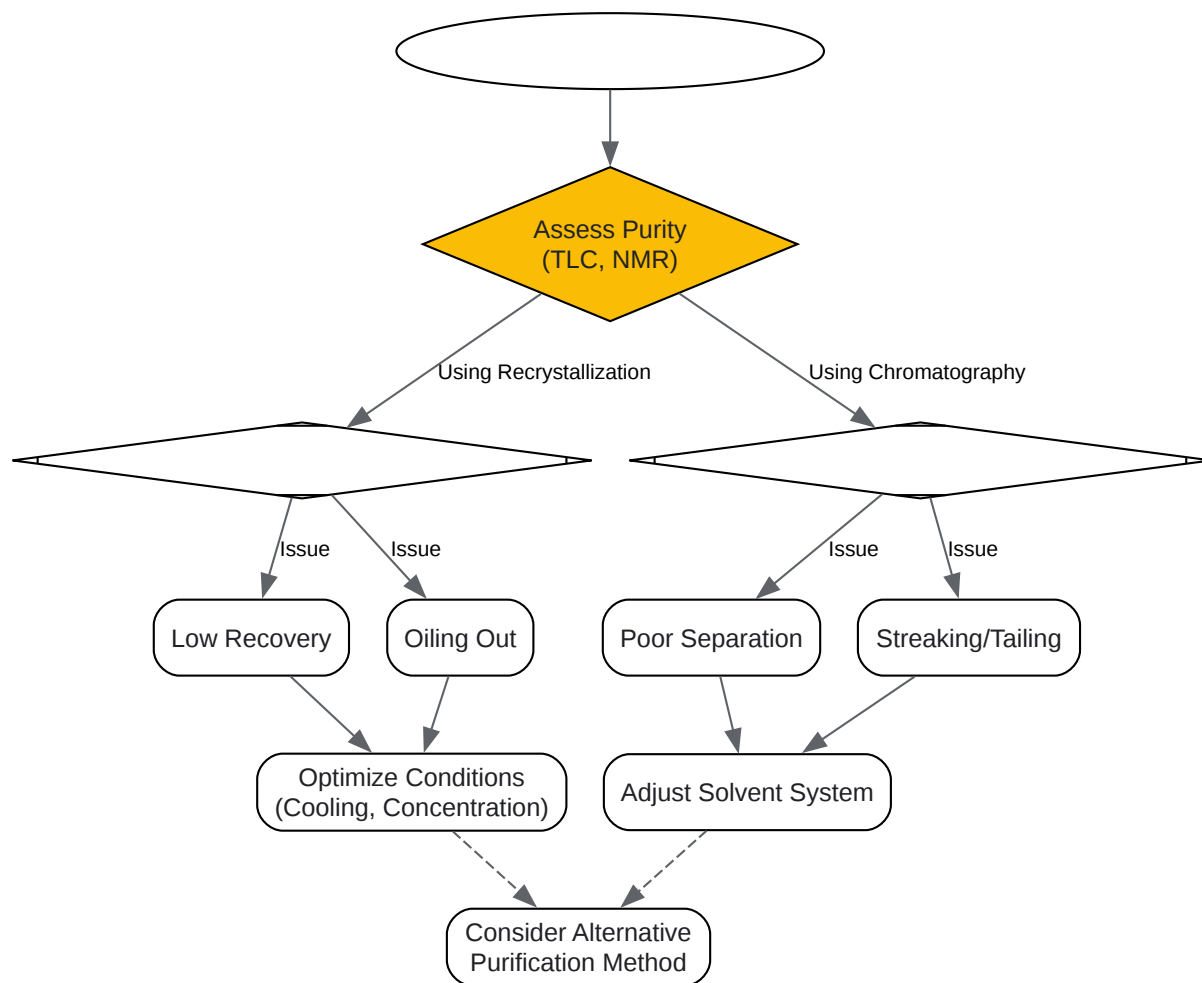 Assess Purity
(TLC, NMR)
Using Recrystallization
Using Chromatography
Issue
Issue
Issue
Issue
Low Recovery
Oiling Out
Poor Separation
Streaking/Tailing
Optimize Conditions
(Cooling, Concentration)
Adjust Solvent System
Consider Alternative
Purification Method